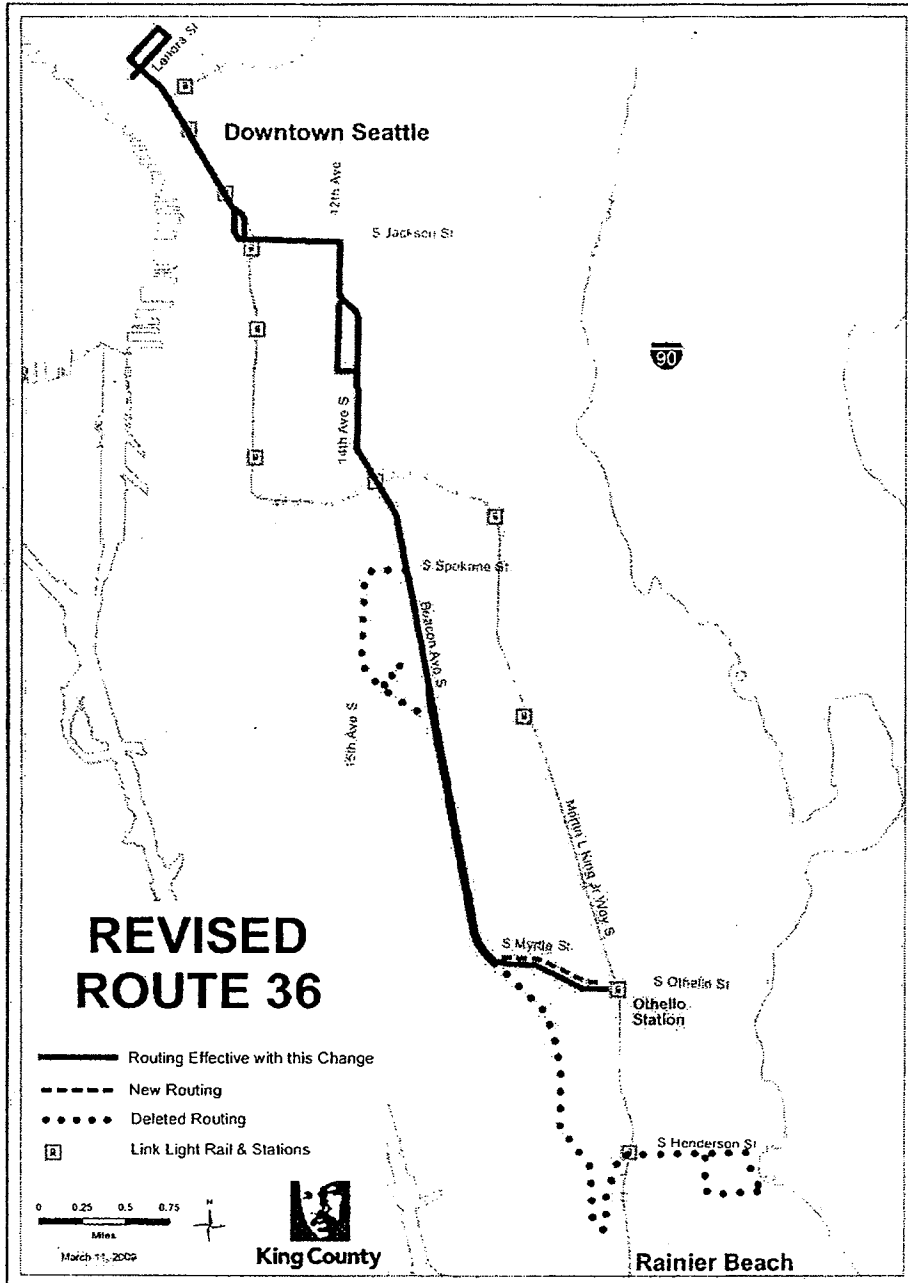 Lenora St
Downtown Seattle
12th Ave
S Jackson St
90
14th Ave S
S Spokane St
Beacon Ave S
15th Ave S
Martin L King Jr Way S
REVISED
ROUTE 36
S Myrtle St
S Othello St
Othello
Station
Routing Effective with this Change
New Routing
Deleted Routing
Link Light Rail & Stations
S Henderson St
0 0.25 0.5 0.75
Miles
N
March 11, 2009
King County
Rainier Beach